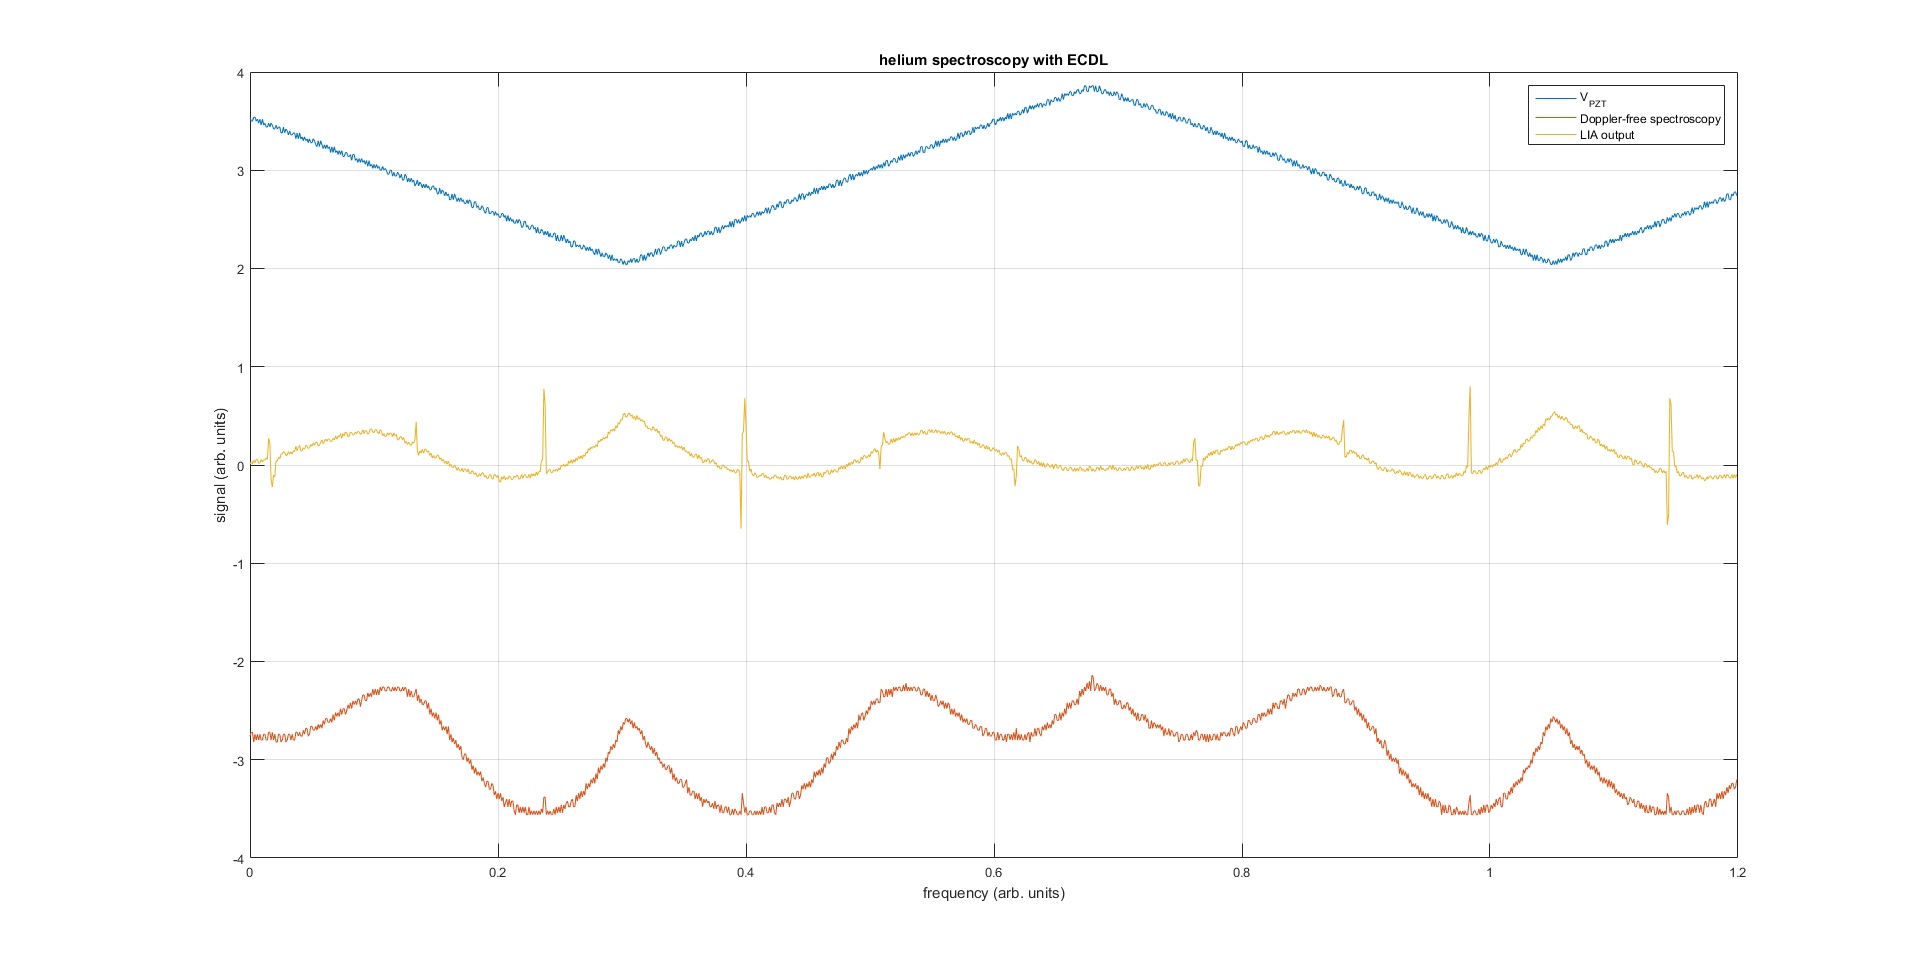 helium spectroscopy with ECDL
4
3
2
1
0
-1
-2
-3
-4
signal (arb. units)
V_PZT
Doppler-free spectroscopy
LIA output
0
0.2
0.4
0.6
0.8
1
1.2
frequency (arb. units)